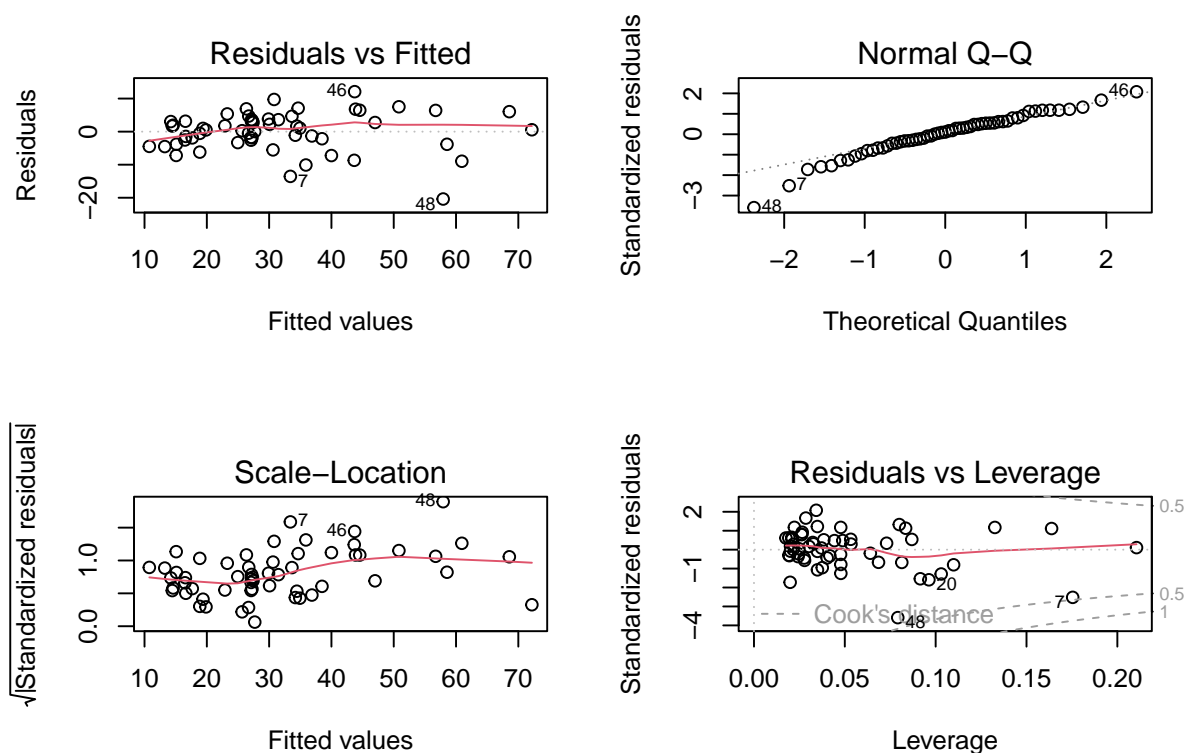 Residuals vs Fitted
Residuals
0
−20
46
7
48
10 20 30 40 50 60 70
Fitted values
Normal Q−Q
Standardized residuals
2
0
−3
46
7
48
−2 −1 0 1 2
Theoretical Quantiles
Scale−Location
√|Standardized residuals|
1.0
0.0
48
7
46
10 20 30 40 50 60 70
Fitted values
Residuals vs Leverage
Standardized residuals
2
−1
−4
0.5
20
7
0.5
Cook's distance
48
1
0.00 0.05 0.10 0.15 0.20
Leverage